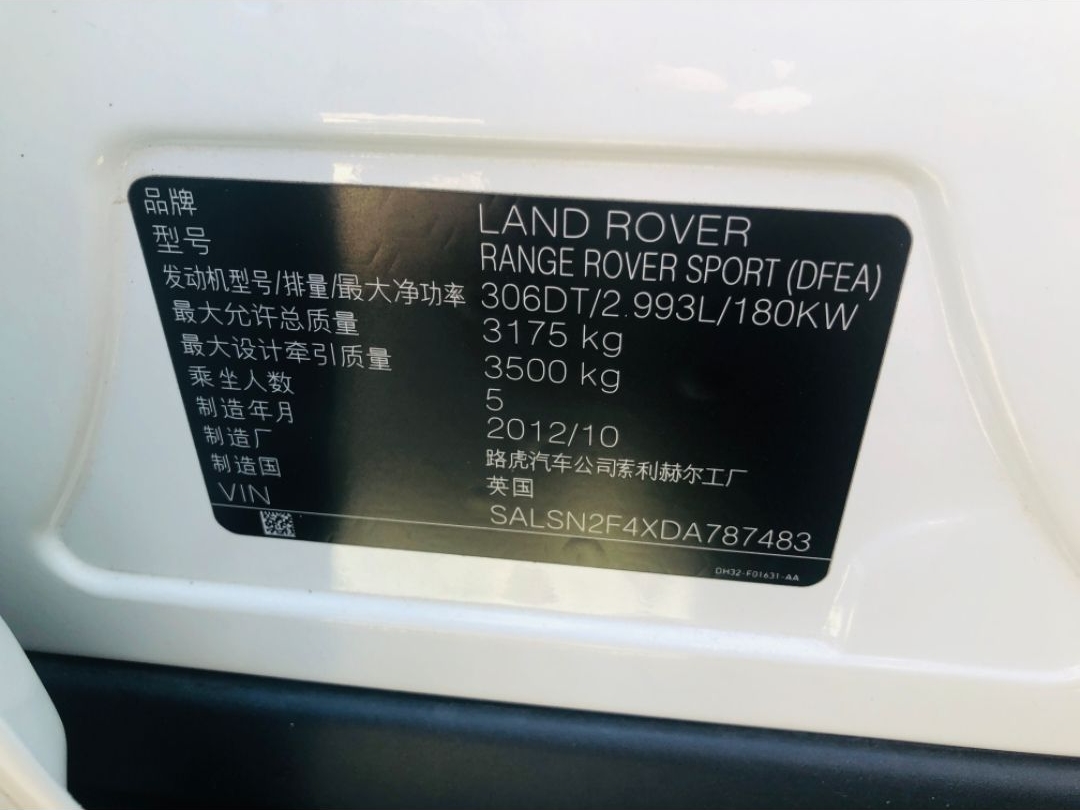 品牌 LAND ROVER
型号 RANGE ROVER SPORT (DFEA)
发动机型号/排量/最大净功率 306DT/2.993L/180KW
最大允许总质量 3175 kg
最大设计牵引质量 3500 kg
乘坐人数 5
制造年月 2012/10
制造厂 路虎汽车公司索利赫尔工厂
制造国 英国
VIN SALSN2F4XDA787483
DH32-F01631-AA